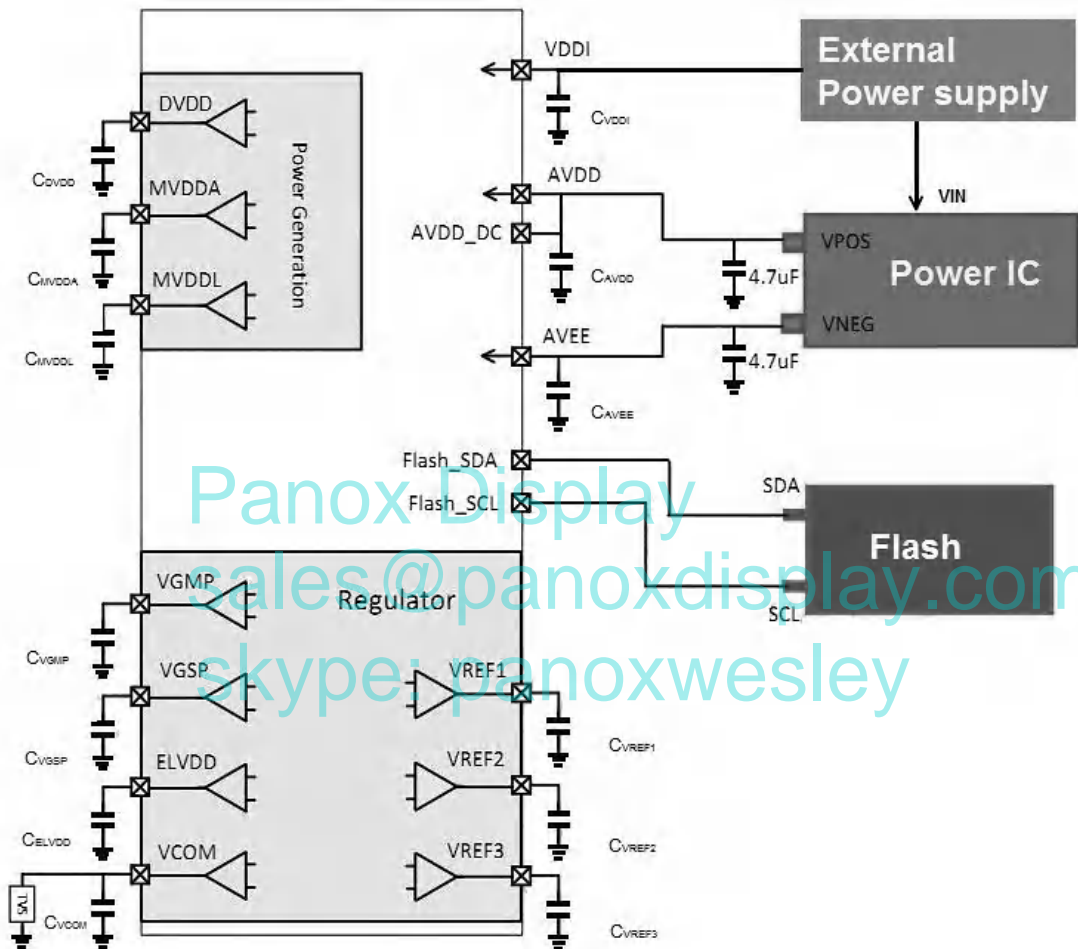 VDDI
External
Power supply
CVDDI
DVDD
CDVDD
MVDDA
CMVDDA
MVDDL
CMVDDL
Power Generation
AVDD
AVDD_DC
CAVDD
VIN
VPOS
Power IC
4.7uF
VNEG
4.7uF
AVEE
CAVEE
Flash_SDA
Flash_SCL
SDA
Flash
SCL
Panox Display
sales@panoxdisplay.com
skype: panoxwesley
VGMP
Regulator
CVGMP
VGSP
CVGSP
VREF1
CVREF1
ELVDD
CELVDD
VREF2
CVREF2
VCOM
TVS
CVCOM
VREF3
CVREF3